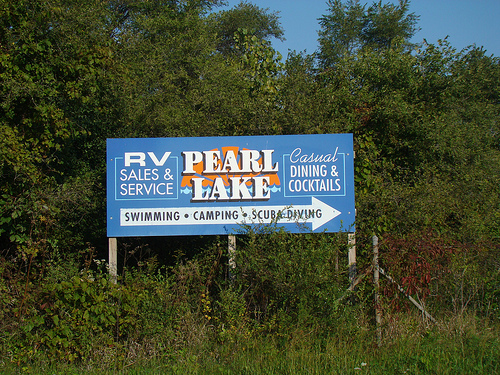 RV
SALES &
SERVICE
PEARL
LAKE
Casual
DINING &
COCKTAILS
SWIMMING • CAMPING • SCUBA DIVING